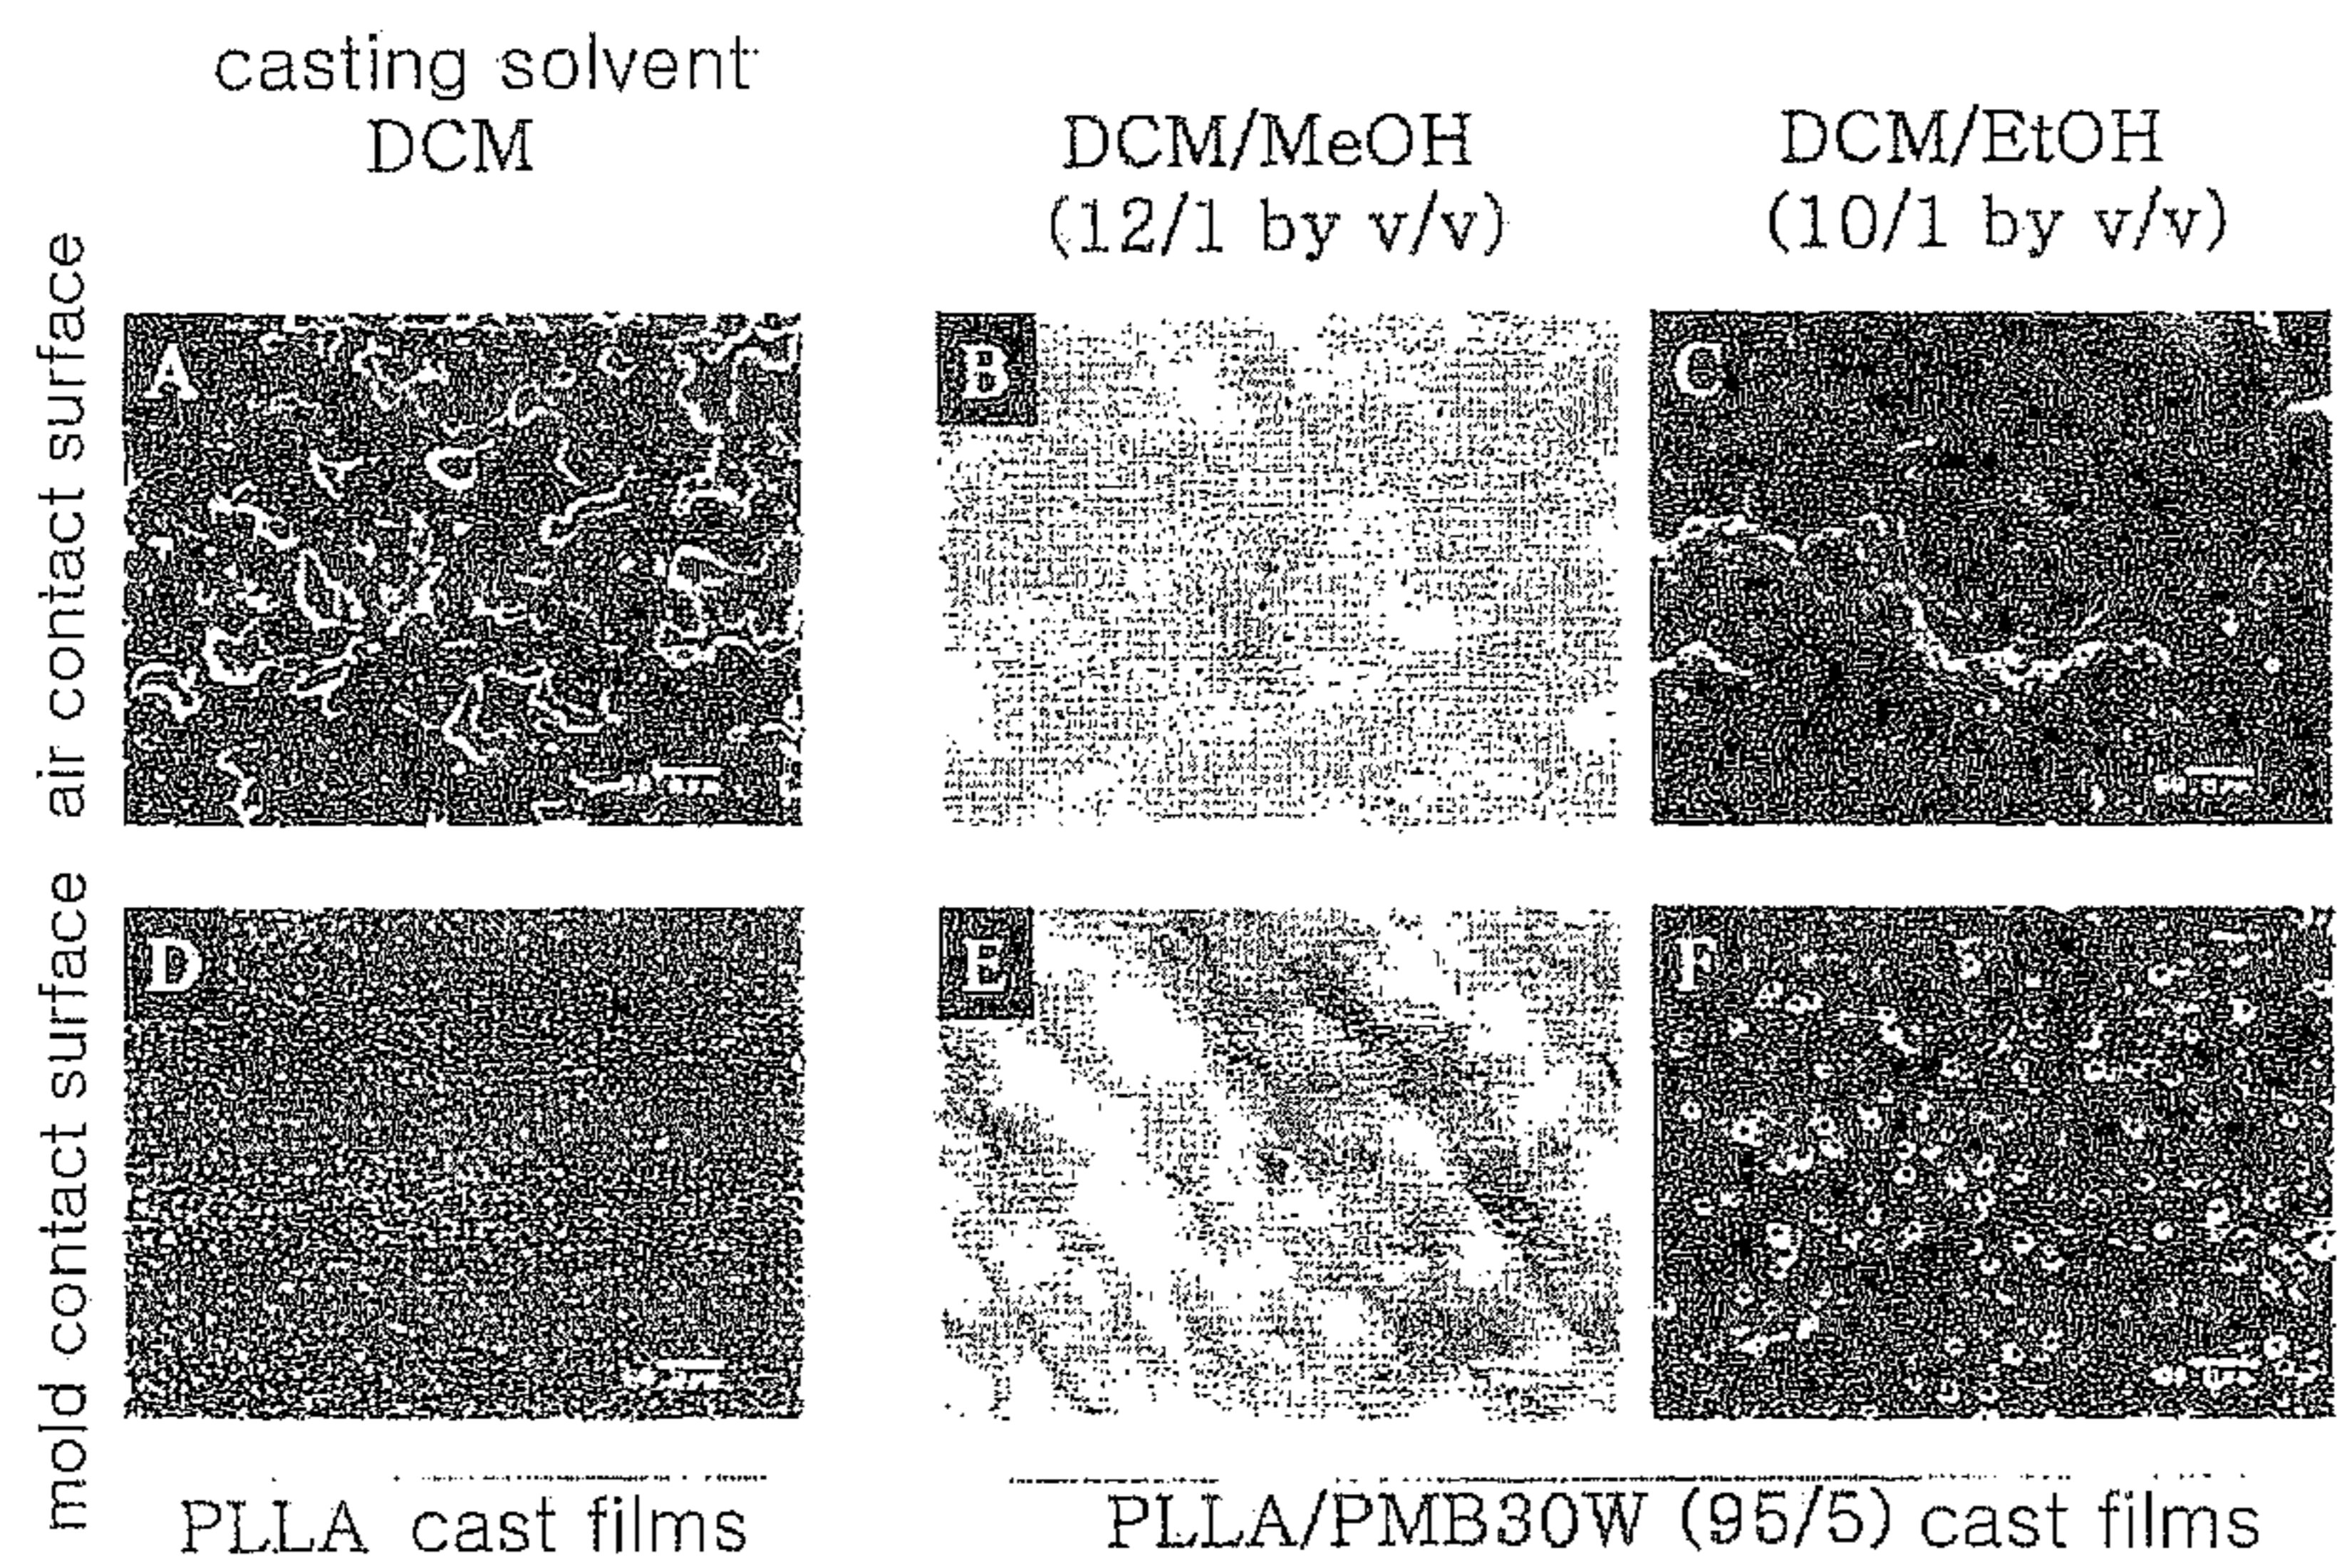 casting solvent
DCM
DCM/MeOH
(12/1 by v/v)
DCM/EtOH
(10/1 by v/v)
air contact surface
A
B
C
mold contact surface
D
E
F
PLLA cast films
PLLA/PMB30W (95/5) cast films